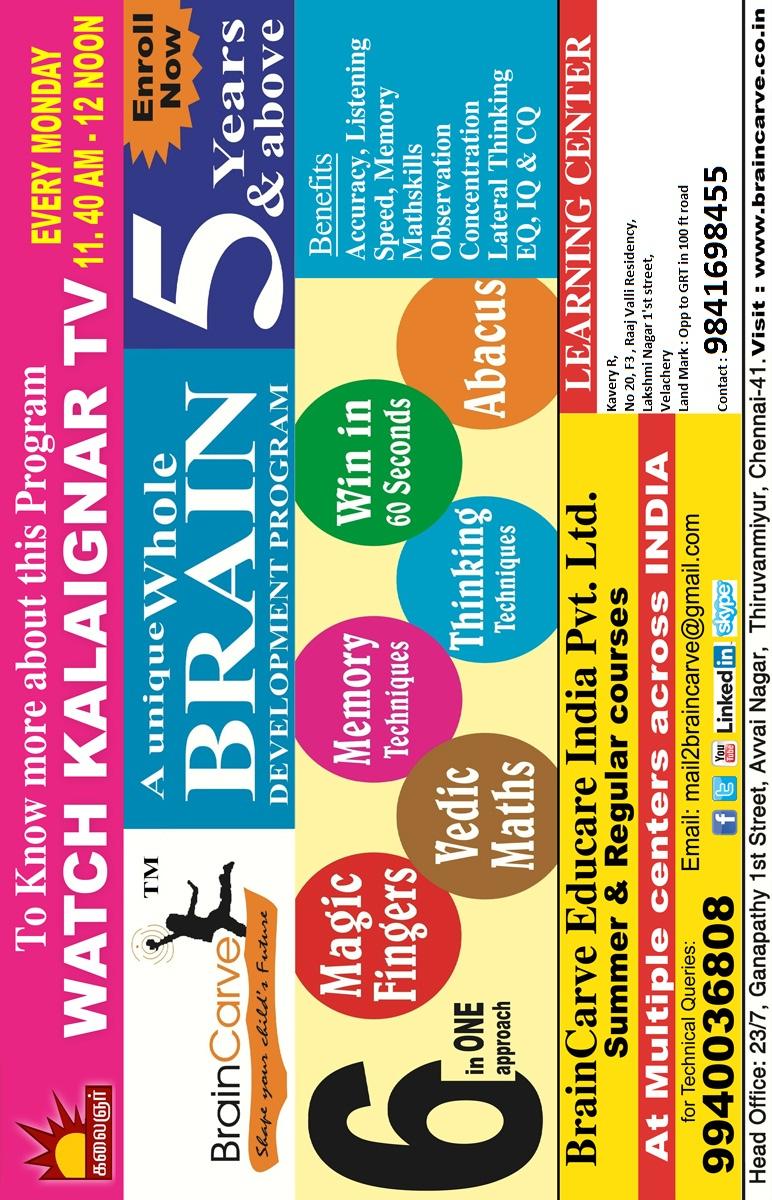 கலைஞர்
To Know more about this Program
WATCH KALAIGNAR TV
EVERY MONDAY
11. 40 AM - 12 NOON
BrainCarve
TM
Shape your child's Future
A unique Whole
BRAIN
DEVELOPMENT PROGRAM
5 Years
& above
Enroll
Now
6 in ONE
approach
Magic
Fingers
Vedic
Maths
Memory
Techniques
Thinking
Techniques
Win in
60 Seconds
Abacus
Benefits
Accuracy, Listening
Speed, Memory
Mathskills
Observation
Concentration
Lateral Thinking
EQ, IQ & CQ
BrainCarve Educare India Pvt. Ltd.
Summer & Regular courses
At Multiple centers across INDIA
for Technical Queries:
9940036808
Email: mail2braincarve@gmail.com
f t You Tube Linked in skype
LEARNING CENTER
Kavery R,
No 20, F3 , Raaj Valli Residency,
Lakshmi Nagar 1'st street,
Velachery
Land Mark : Opp to GRT in 100 ft road
Contact : 9841698455
Head Office: 23/7, Ganapathy 1st Street, Avvai Nagar, Thiruvanmiyur, Chennai-41. Visit : www.braincarve.co.in